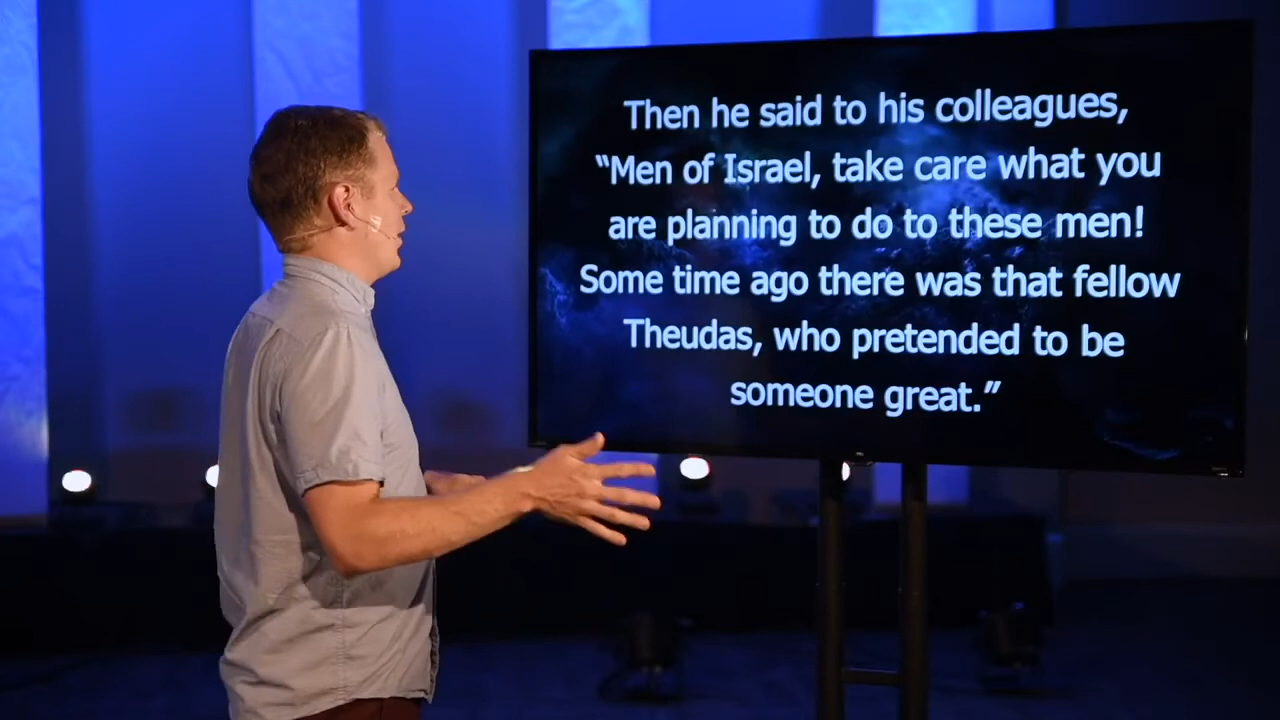 Then he said to his colleagues,
“Men of Israel, take care what you
are planning to do to these men!
Some time ago there was that fellow
Theudas, who pretended to be
someone great.”